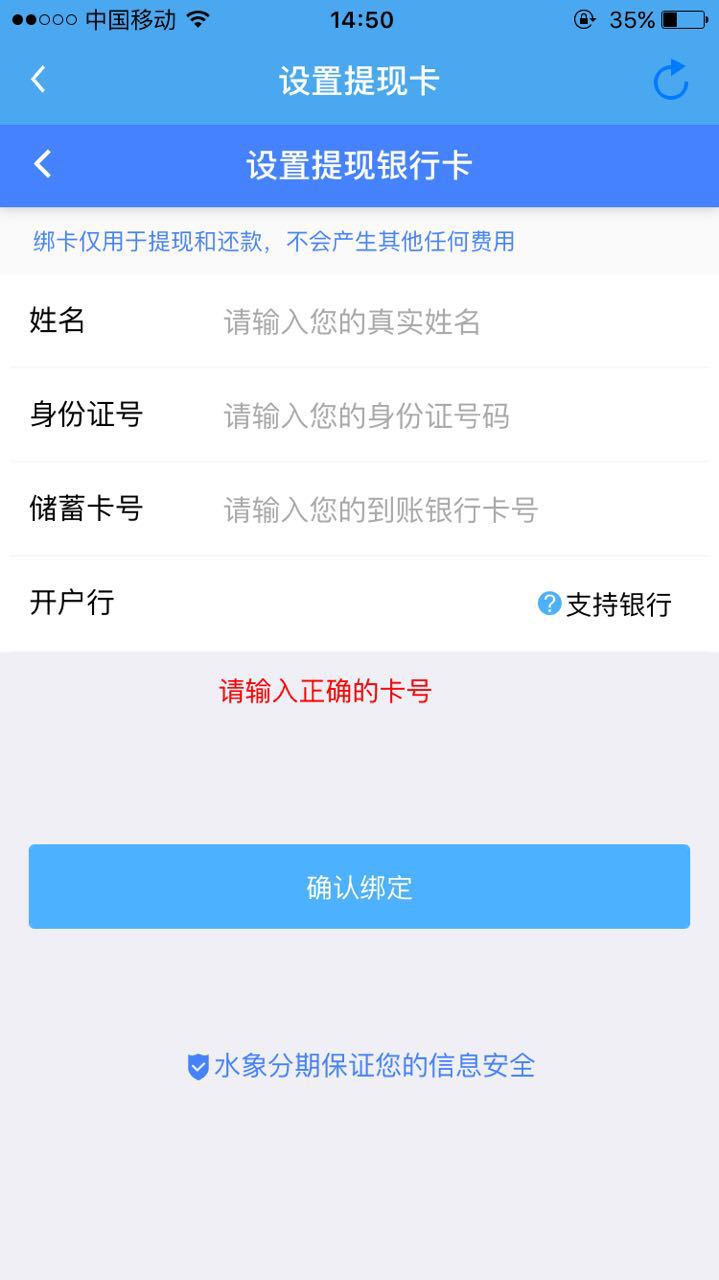 中国移动 14:50 35%
设置提现卡
设置提现银行卡
绑卡仅用于提现和还款，不会产生其他任何费用
姓名 请输入您的真实姓名
身份证号 请输入您的身份证号码
储蓄卡号 请输入您的到账银行卡号
开户行 ?支持银行
请输入正确的卡号
确认绑定
水象分期保证您的信息安全